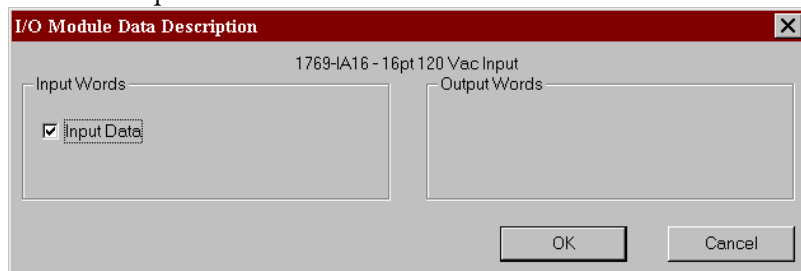 I/O Module Data Description
1769-IA16 - 16pt 120 Vac Input
Input Words
Output Words
Input Data
OK
Cancel